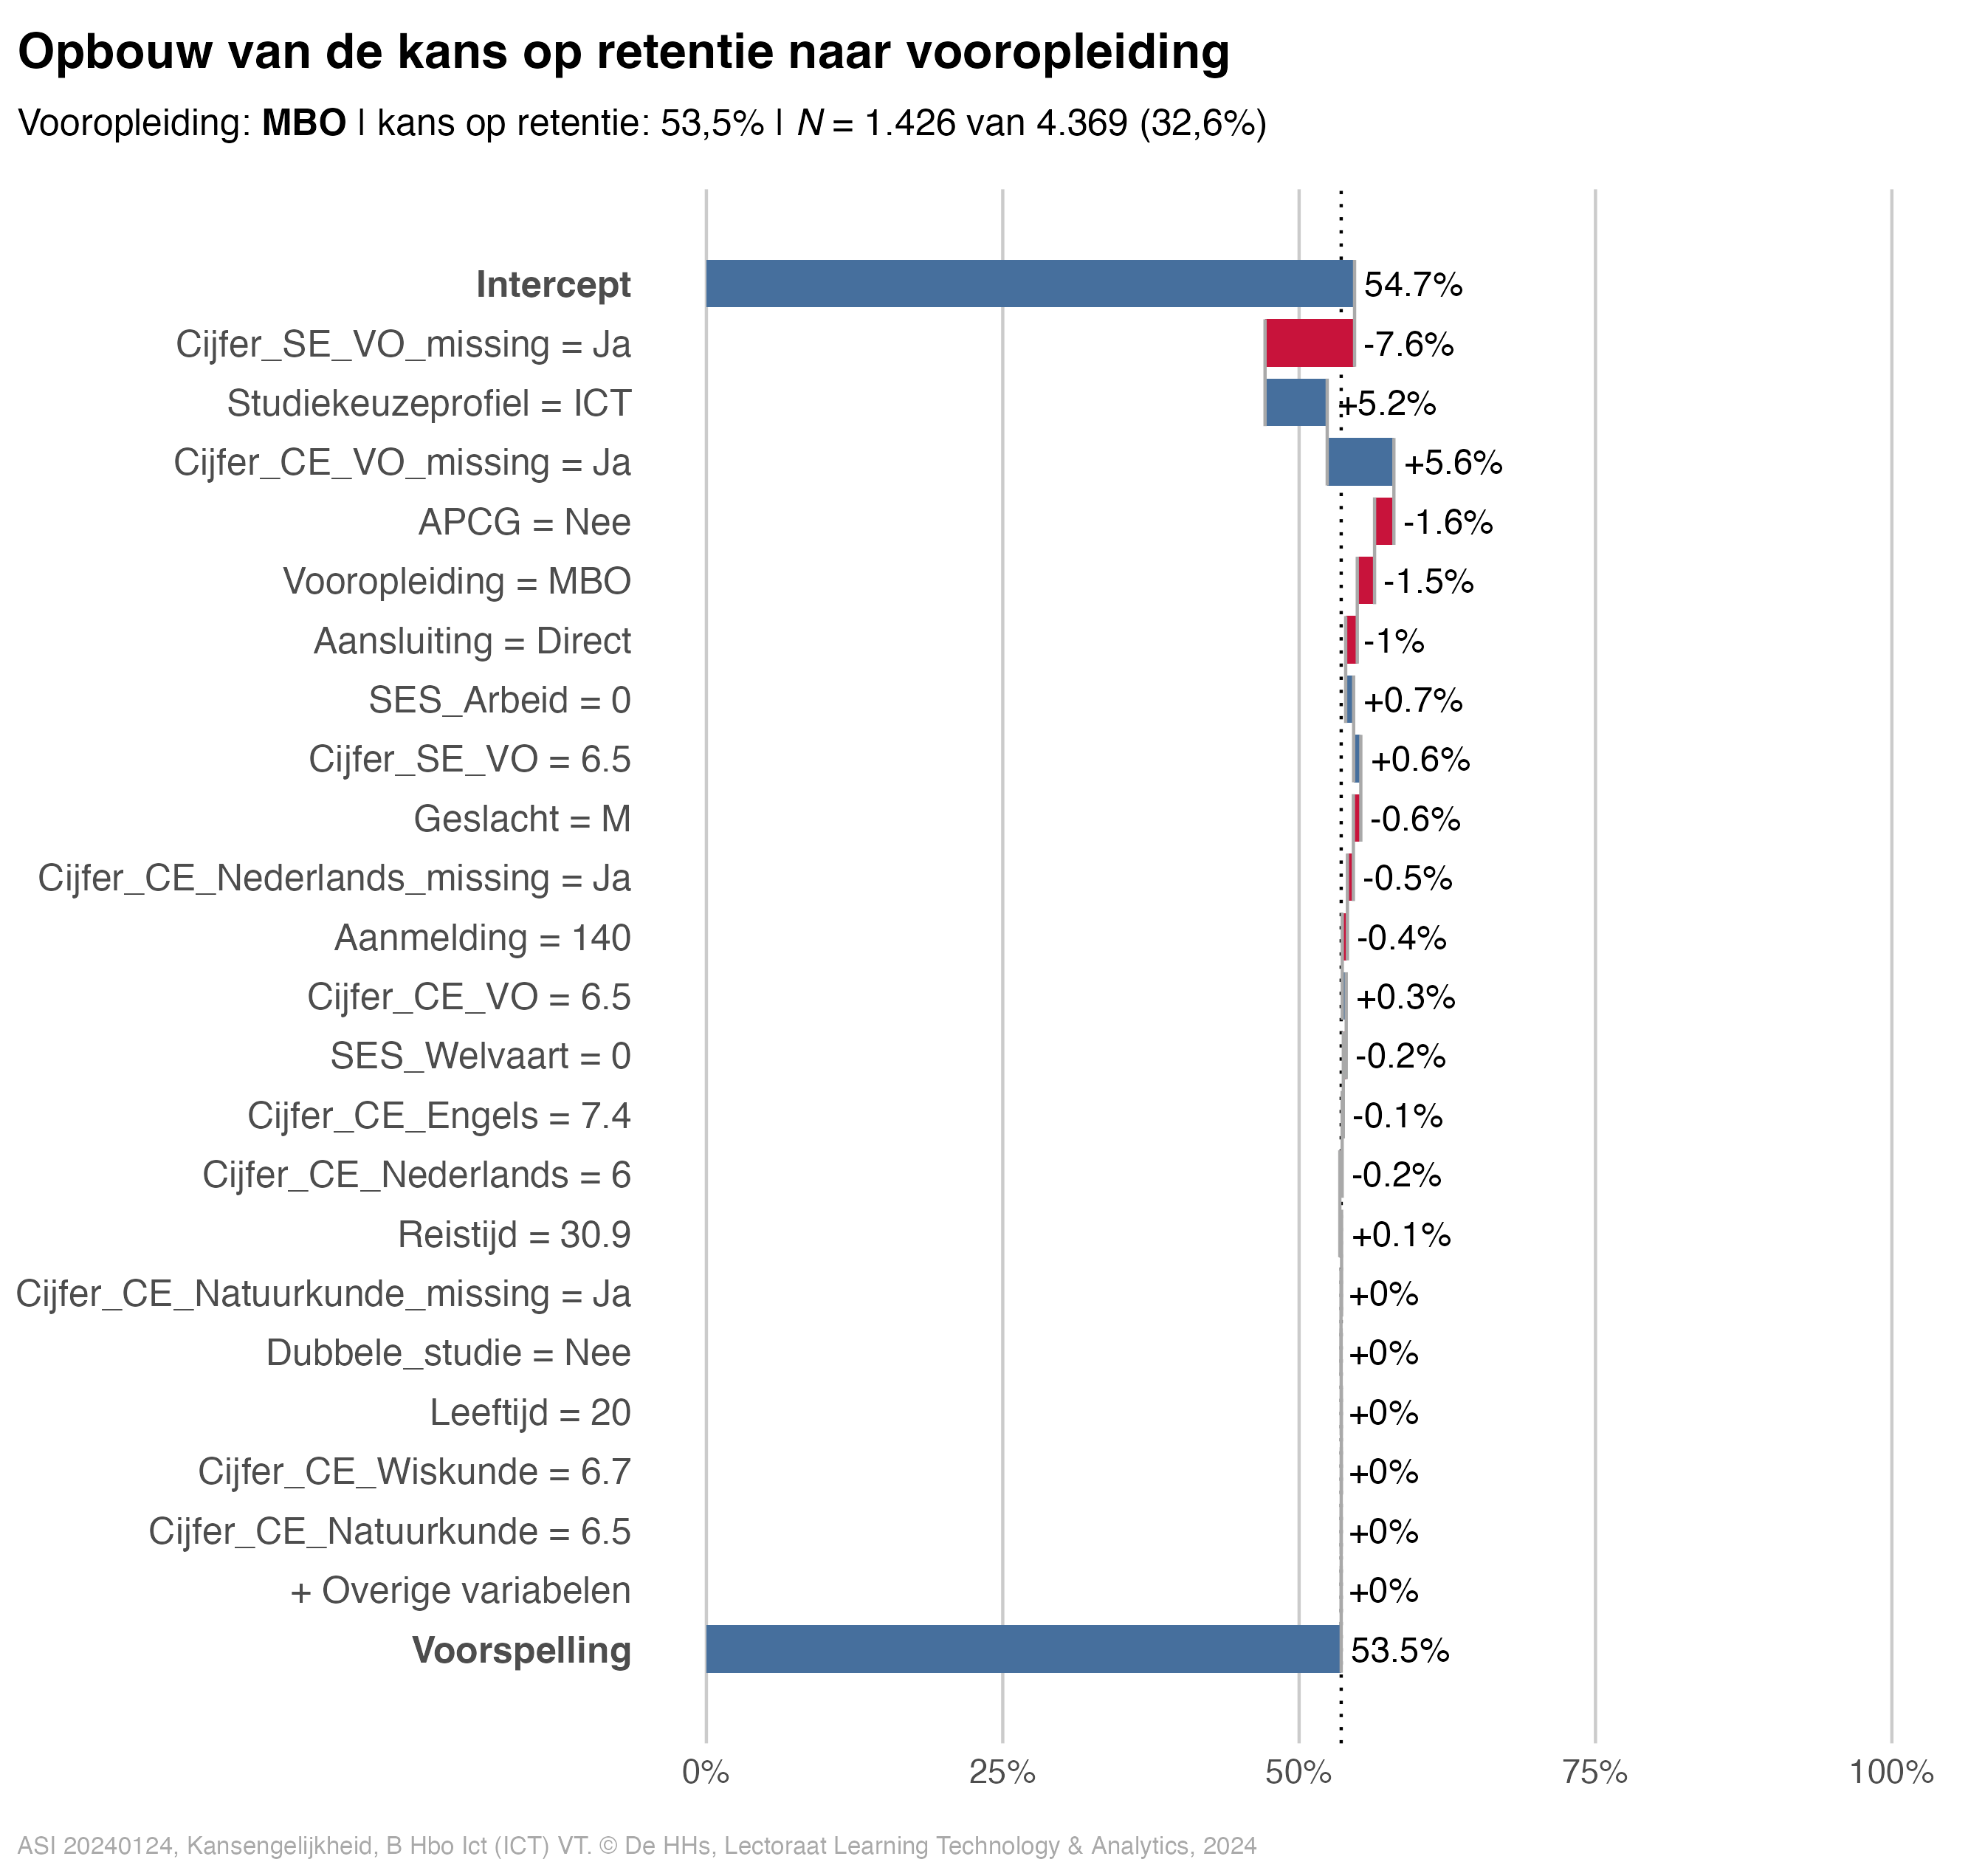 Opbouw van de kans op retentie naar vooropleiding
Vooropleiding: MBO | kans op retentie: 53,5% | N = 1.426 van 4.369 (32,6%)
Intercept 54.7%
Cijfer_SE_VO_missing = Ja -7.6%
Studiekeuzeprofiel = ICT +5.2%
Cijfer_CE_VO_missing = Ja +5.6%
APCG = Nee -1.6%
Vooropleiding = MBO -1.5%
Aansluiting = Direct -1%
SES_Arbeid = 0 +0.7%
Cijfer_SE_VO = 6.5 +0.6%
Geslacht = M -0.6%
Cijfer_CE_Nederlands_missing = Ja -0.5%
Aanmelding = 140 -0.4%
Cijfer_CE_VO = 6.5 +0.3%
SES_Welvaart = 0 -0.2%
Cijfer_CE_Engels = 7.4 -0.1%
Cijfer_CE_Nederlands = 6 -0.2%
Reistijd = 30.9 +0.1%
Cijfer_CE_Natuurkunde_missing = Ja +0%
Dubbele_studie = Nee +0%
Leeftijd = 20 +0%
Cijfer_CE_Wiskunde = 6.7 +0%
Cijfer_CE_Natuurkunde = 6.5 +0%
+ Overige variabelen +0%
Voorspelling 53.5%
0% 25% 50% 75% 100%
ASI 20240124, Kansengelijkheid, B Hbo Ict (ICT) VT. © De HHs, Lectoraat Learning Technology & Analytics, 2024